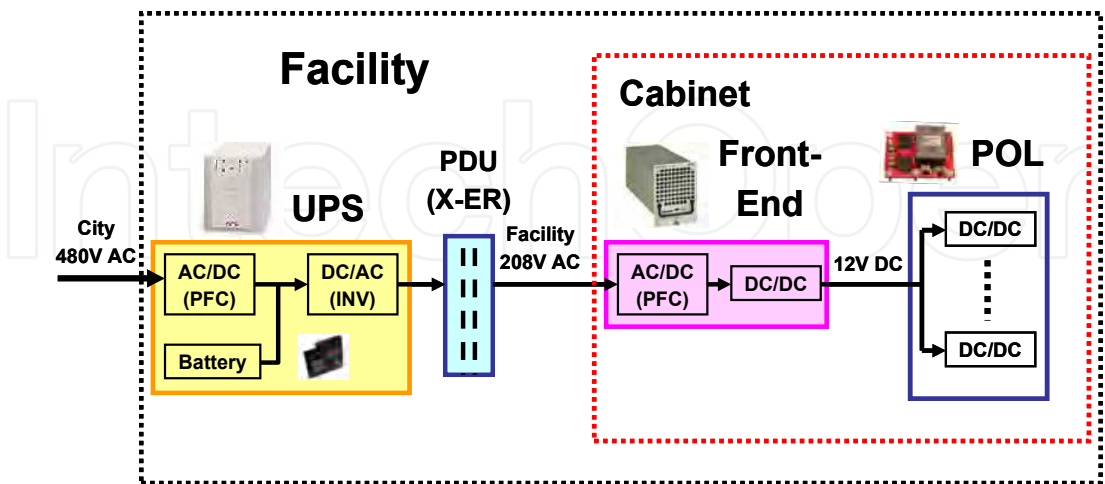 Facility
Cabinet
IntechOpen
PDU
(X-ER)
UPS
Front-
End
POL
City
480V AC
AC/DC
(PFC)
DC/AC
(INV)
Battery
Facility
208V AC
AC/DC
(PFC)
DC/DC
12V DC
DC/DC
DC/DC